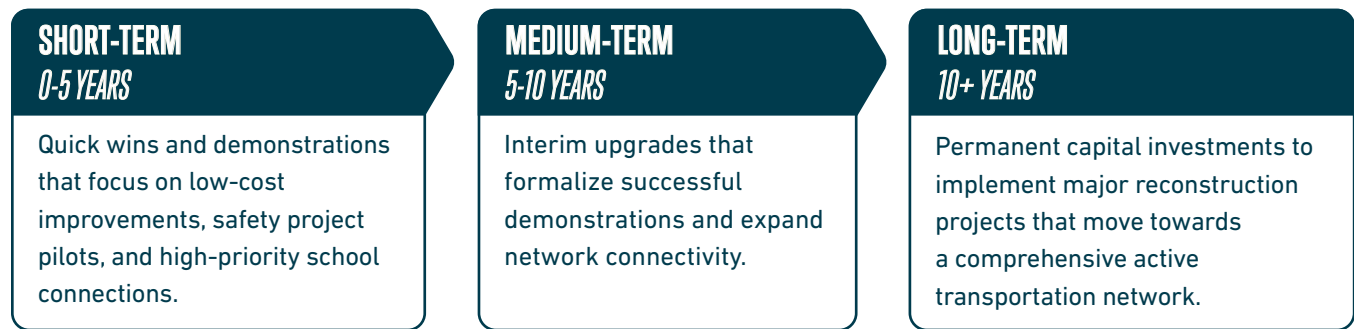 SHORT-TERM
0-5 YEARS
Quick wins and demonstrations
that focus on low-cost
improvements, safety project
pilots, and high-priority school
connections.
MEDIUM-TERM
5-10 YEARS
Interim upgrades that
formalize successful
demonstrations and expand
network connectivity.
LONG-TERM
10+ YEARS
Permanent capital investments to
implement major reconstruction
projects that move towards
a comprehensive active
transportation network.